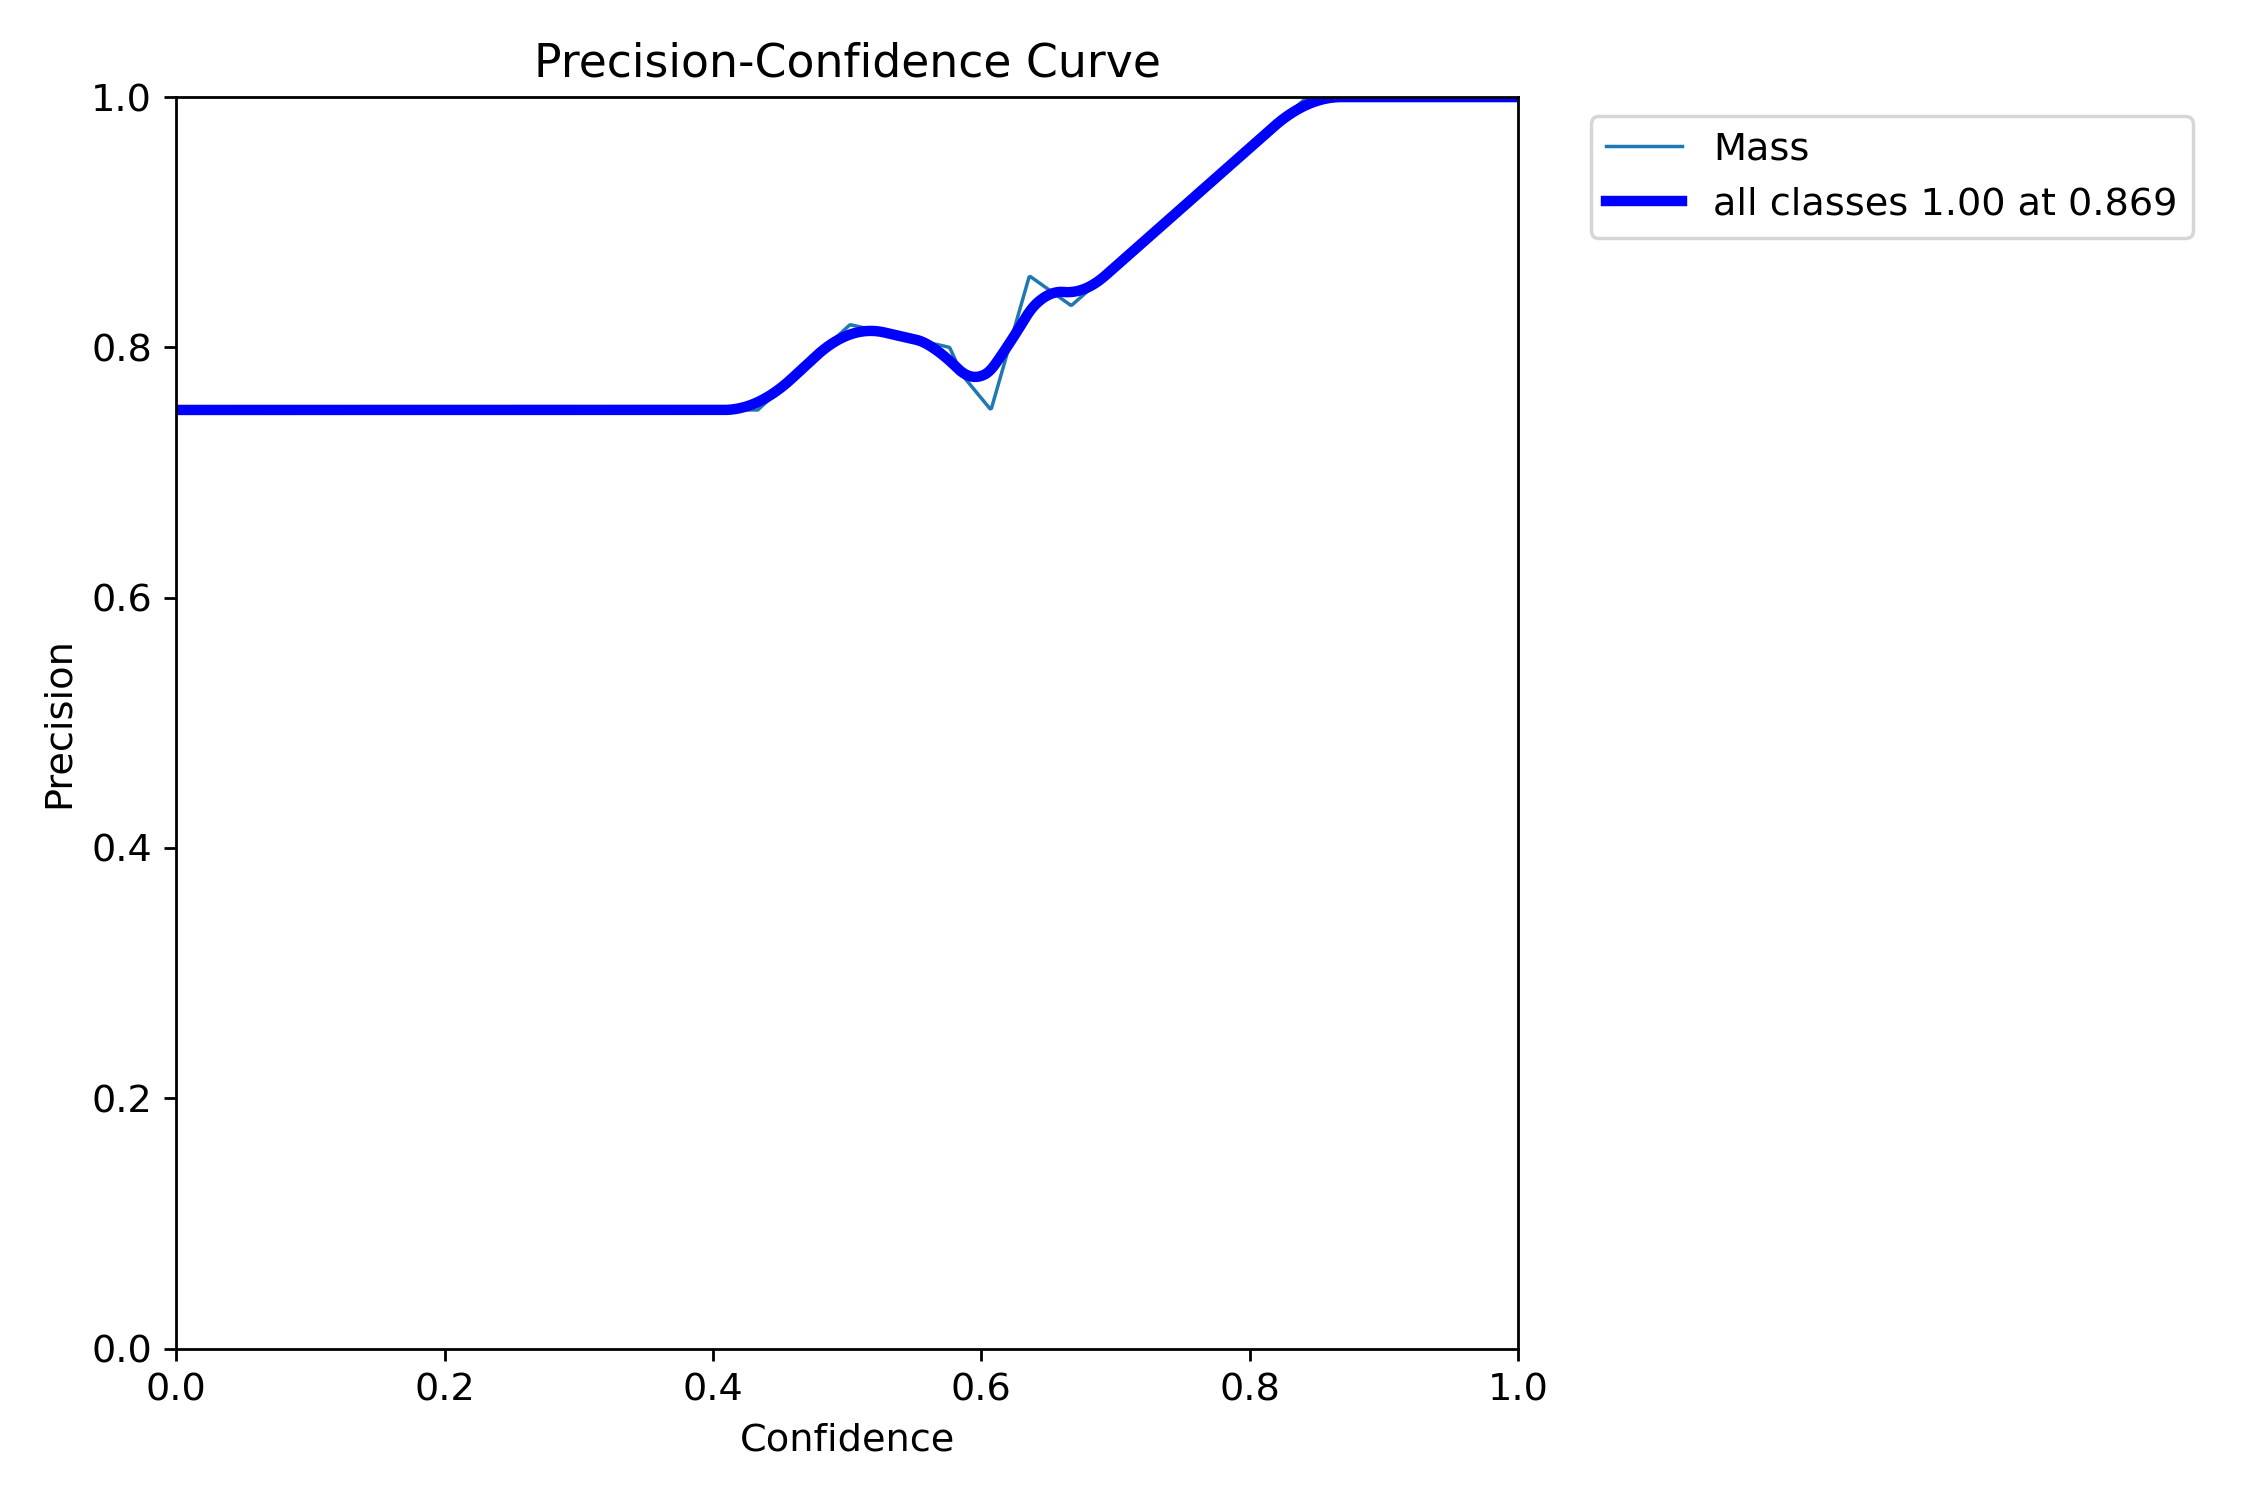 Precision-Confidence Curve
Mass
all classes 1.00 at 0.869
1.0
0.8
0.6
0.4
0.2
0.0
Precision
0.0 0.2 0.4 0.6 0.8 1.0
Confidence